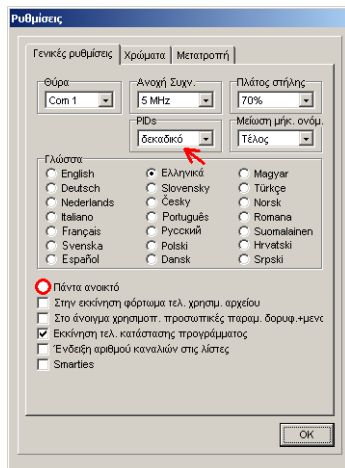 Ρυθμίσεις
Γενικές ρυθμίσεις Χρώματα Μετατροπή
Θύρα Ανοχή Συχν. Πλάτος στήλης
Com 1 5 MHz 70%
PIDs Μείωση μήκ. ονόμ.
δεκαδικό Τέλος
Γλώσσα
English Ελληνικά Magyar
Deutsch Slovensky Türkçe
Nederlands Česky Norsk
Italiano Português Romana
Français Русский Suomalainen
Svenska Polski Hrvatski
Español Dansk Srpski
Πάντα ανοικτό
Στην εκκίνηση φόρτωμα τελ. χρησιμ. αρχείου
Στο άνοιγμα χρησιμοπ. προσωπικές παραμ. δορυφ.+μενο
Εκκίνηση τελ. κατάστασης προγράμματος
Ένδειξη αριθμού καναλιών στις λίστες
Smarties
OK